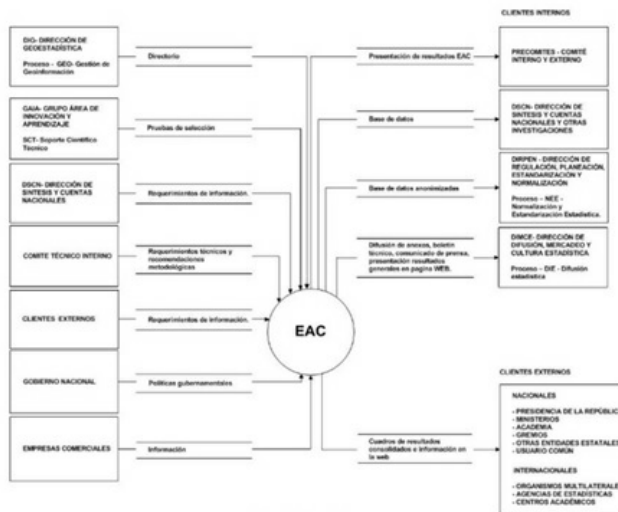 CLIENTES INTERNOS
DIG- DIRECCIÓN DE
GEOESTADÍSTICA
Proceso - GEO- Gestión de
Geoinformación
Directorio
Presentación de resultados EAC
PRECOMITES - COMITÉ
INTERNO Y EXTERNO
GAIA- GRUPO ÁREA DE
INNOVACIÓN Y
APRENDIZAJE
SCT- Soporte Científico
Técnico
Pruebas de selección
Base de datos
DSCN- DIRECCIÓN DE
SINTESIS Y CUENTAS
NACIONALES Y OTRAS
INVESTIGACIONES
DSCN- DIRECCIÓN DE
SINTESIS Y CUENTAS
NACIONALES
Requerimientos de información.
Base de datos anonimizadas
DIRPEN - DIRECCIÓN DE
REGULACIÓN, PLANEACIÓN,
ESTANDARIZACIÓN Y
NORMALIZACIÓN
Proceso – NEE -
Normalización y
Estandarización Estadística.
COMITE TÉCNICO INTERNO
Requerimientos técnicos y
recomendaciones
metodológicas
Difusión de anexos, boletín
técnico, comunicado de prensa,
presentación resultados
generales en pagina WEB.
DIMCE- DIRECCIÓN DE
DIFUSIÓN, MERCADEO Y
CULTURA ESTADÍSTICA
Proceso – DIE - Difusión
estadística
CLIENTES EXTERNOS
Requerimientos de información.
EAC
GOBIERNO NACIONAL
Políticas gubernamentales
EMPRESAS COMERCIALES
Información
Cuadros de resultados
consolidados e información en
la web
CLIENTES EXTERNOS
NACIONALES
- PRESIDENCIA DE LA REPÚBLIC
- MINISTERIOS
- ACADEMIA
- GREMIOS
- OTRAS ENTIDADES ESTATALES
- USUARIO COMÚN
INTERNACIONALES
- ORGANISMOS MULTILATERALE
- AGENCIAS DE ESTADÍSTICAS
- CENTROS ACADÉMICOS